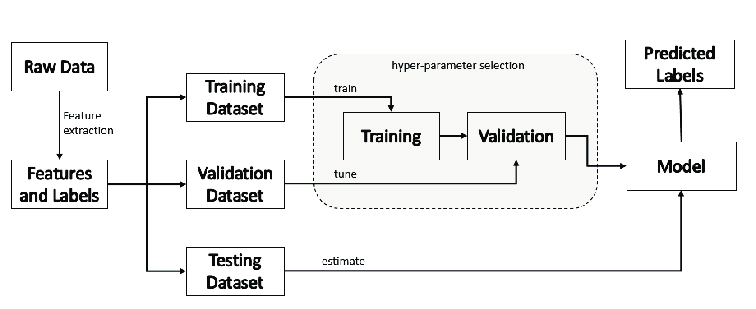 Raw Data
Feature
extraction
Features
and Labels
Training
Dataset
Validation
Dataset
Testing
Dataset
hyper-parameter selection
train
Training
Validation
tune
estimate
Predicted
Labels
Model